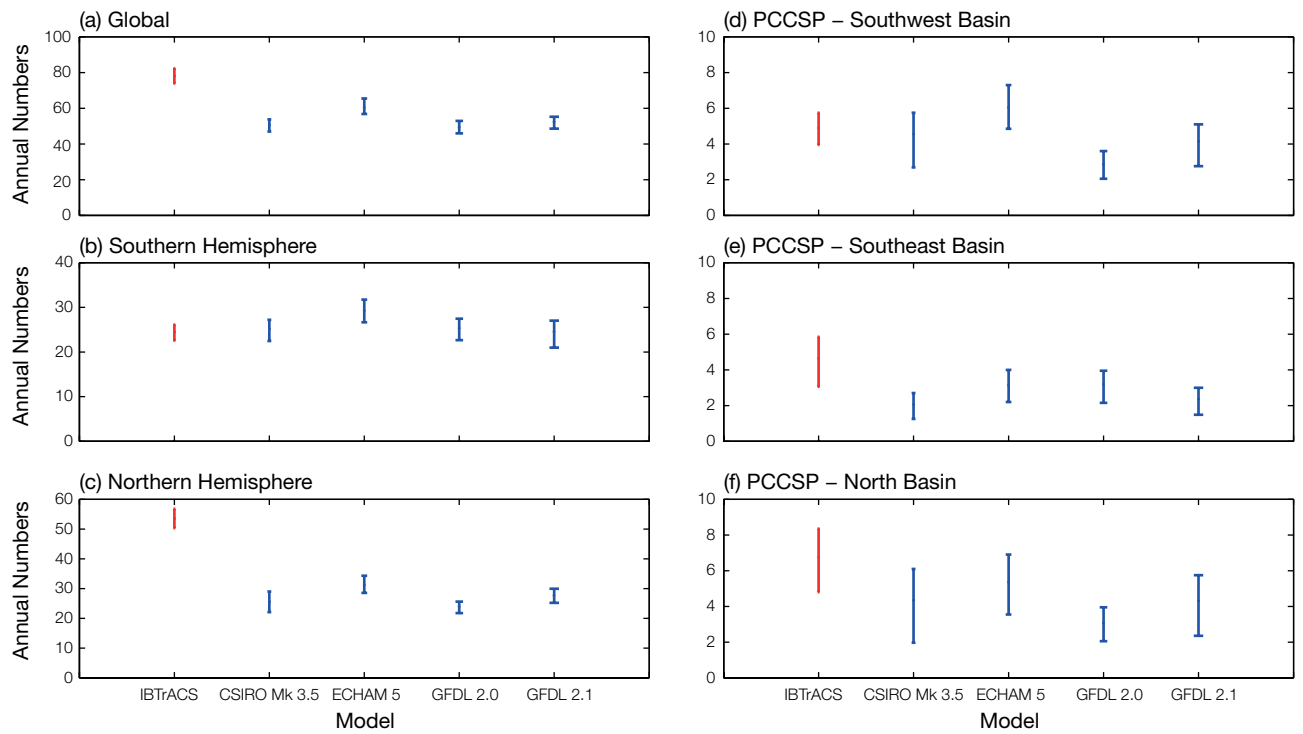 (a) Global
Annual Numbers
100
80
60
40
20
0
(b) Southern Hemisphere
Annual Numbers
40
30
20
10
0
(c) Northern Hemisphere
Annual Numbers
60
50
40
30
20
10
0
IBTrACS CSIRO Mk 3.5 ECHAM 5 GFDL 2.0 GFDL 2.1
Model
(d) PCCSP – Southwest Basin
10
8
6
4
2
0
(e) PCCSP – Southeast Basin
10
8
6
4
2
0
(f) PCCSP – North Basin
10
8
6
4
2
0
IBTrACS CSIRO Mk 3.5 ECHAM 5 GFDL 2.0 GFDL 2.1
Model